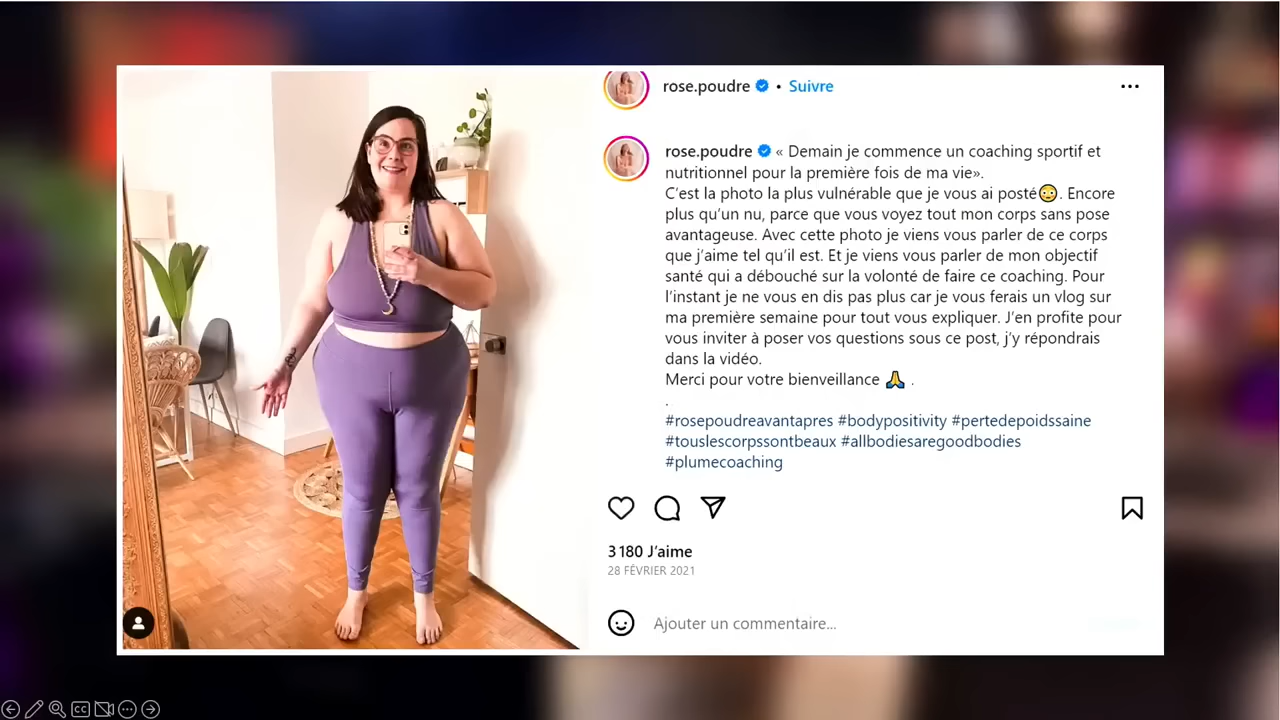 rose.poudre • Suivre
rose.poudre « Demain je commence un coaching sportif et
nutritionnel pour la première fois de ma vie».
C’est la photo la plus vulnérable que je vous ai posté😳. Encore
plus qu’un nu, parce que vous voyez tout mon corps sans pose
avantageuse. Avec cette photo je viens vous parler de ce corps
que j’aime tel qu’il est. Et je viens vous parler de mon objectif
santé qui a débouché sur la volonté de faire ce coaching. Pour
l’instant je ne vous en dis pas plus car je vous ferais un vlog sur
ma première semaine pour tout vous expliquer. J’en profite pour
vous inviter à poser vos questions sous ce post, j’y répondrais
dans la vidéo.
Merci pour votre bienveillance 🙏 .
.
#rosepoudreavantapres #bodypositivity #pertedepoidssaine
#touslescorpssontbeaux #allbodiesaregoodbodies
#plumecoaching
3 180 J’aime
28 FÉVRIER 2021
Ajouter un commentaire...
CC